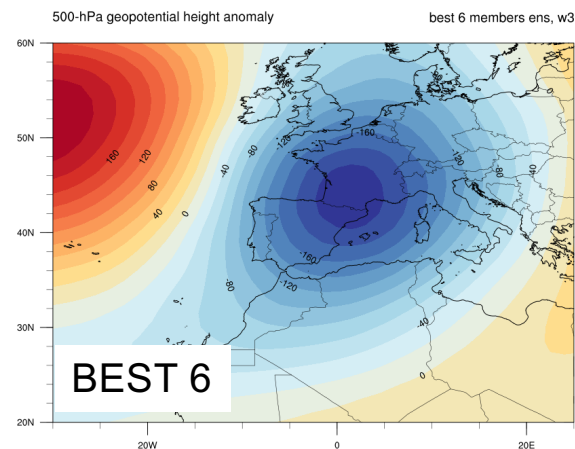 500-hPa geopotential height anomaly best 6 members ens, w3
60N
50N
40N
30N
20N
20W 0 20E
160
120
80
40
0
-40
-80
-120
-160
-120
-80
-40
-160
-120
-80
-40
0
BEST 6